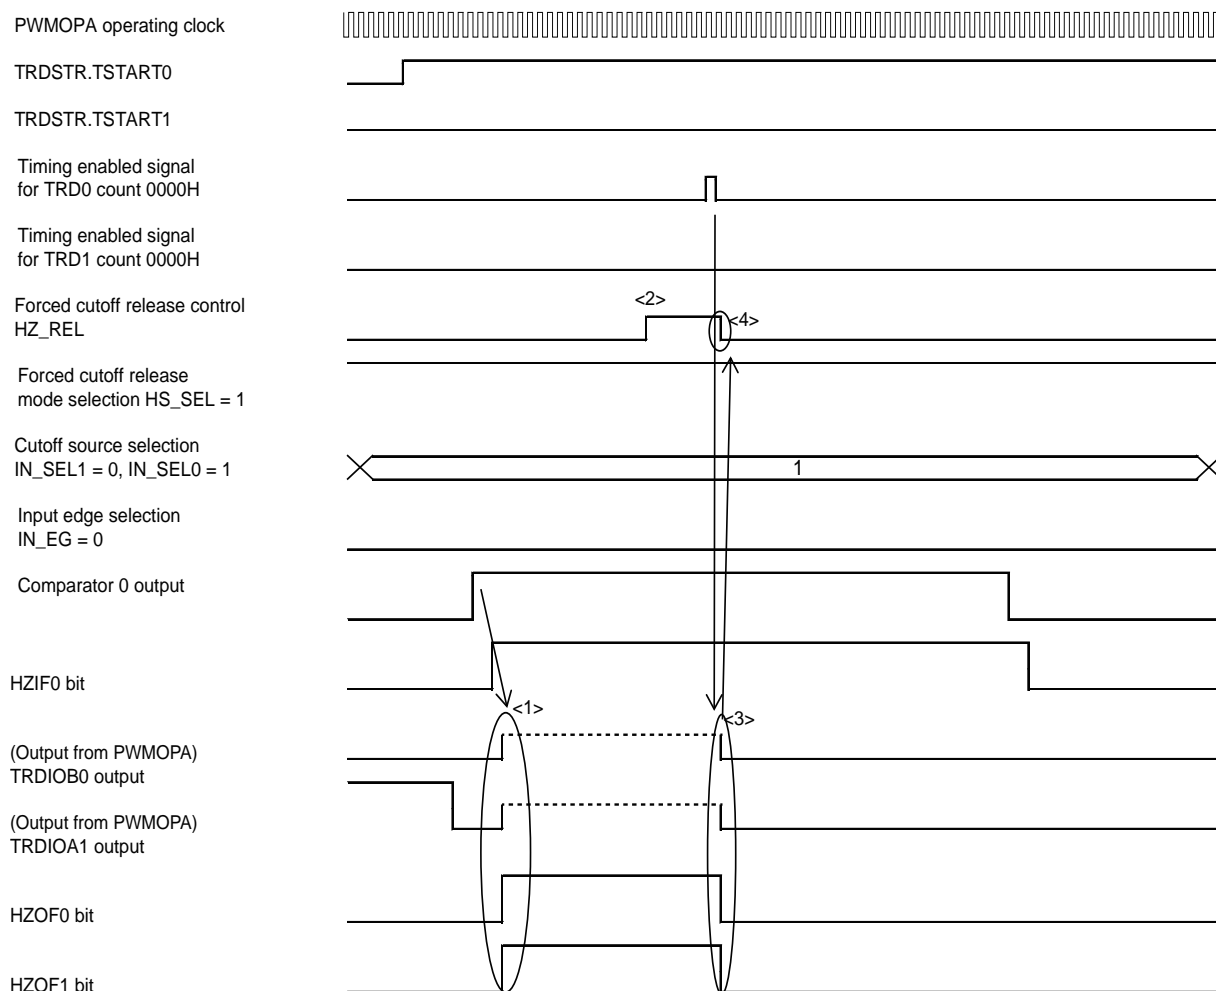 PWMOPA operating clock
TRDSTR.TSTART0
TRDSTR.TSTART1
Timing enabled signal
for TRD0 count 0000H
Timing enabled signal
for TRD1 count 0000H
Forced cutoff release control
HZ_REL
<2>
<4>
Forced cutoff release
mode selection HS_SEL = 1
Cutoff source selection
IN_SEL1 = 0, IN_SEL0 = 1
1
Input edge selection
IN_EG = 0
Comparator 0 output
HZIF0 bit
<1>
<3>
(Output from PWMOPA)
TRDIOB0 output
(Output from PWMOPA)
TRDIOA1 output
HZOF0 bit
HZOF1 bit